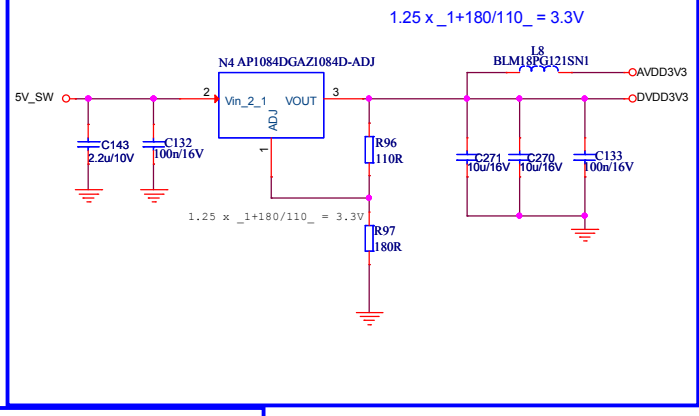 1.25 x _1+180/110_ = 3.3V
L8
BLM18PG121SN1
N4 AP1084DGAZ1084D-ADJ
AVDD3V3
5V_SW
2
Vin_2_1
VOUT
3
DVDD3V3
ADJ
1
C143
2.2u/10V
C132
100n/16V
R96
110R
C271
10u/16V
C270
10u/16V
C133
100n/16V
1.25 x _1+180/110_ = 3.3V
R97
180R